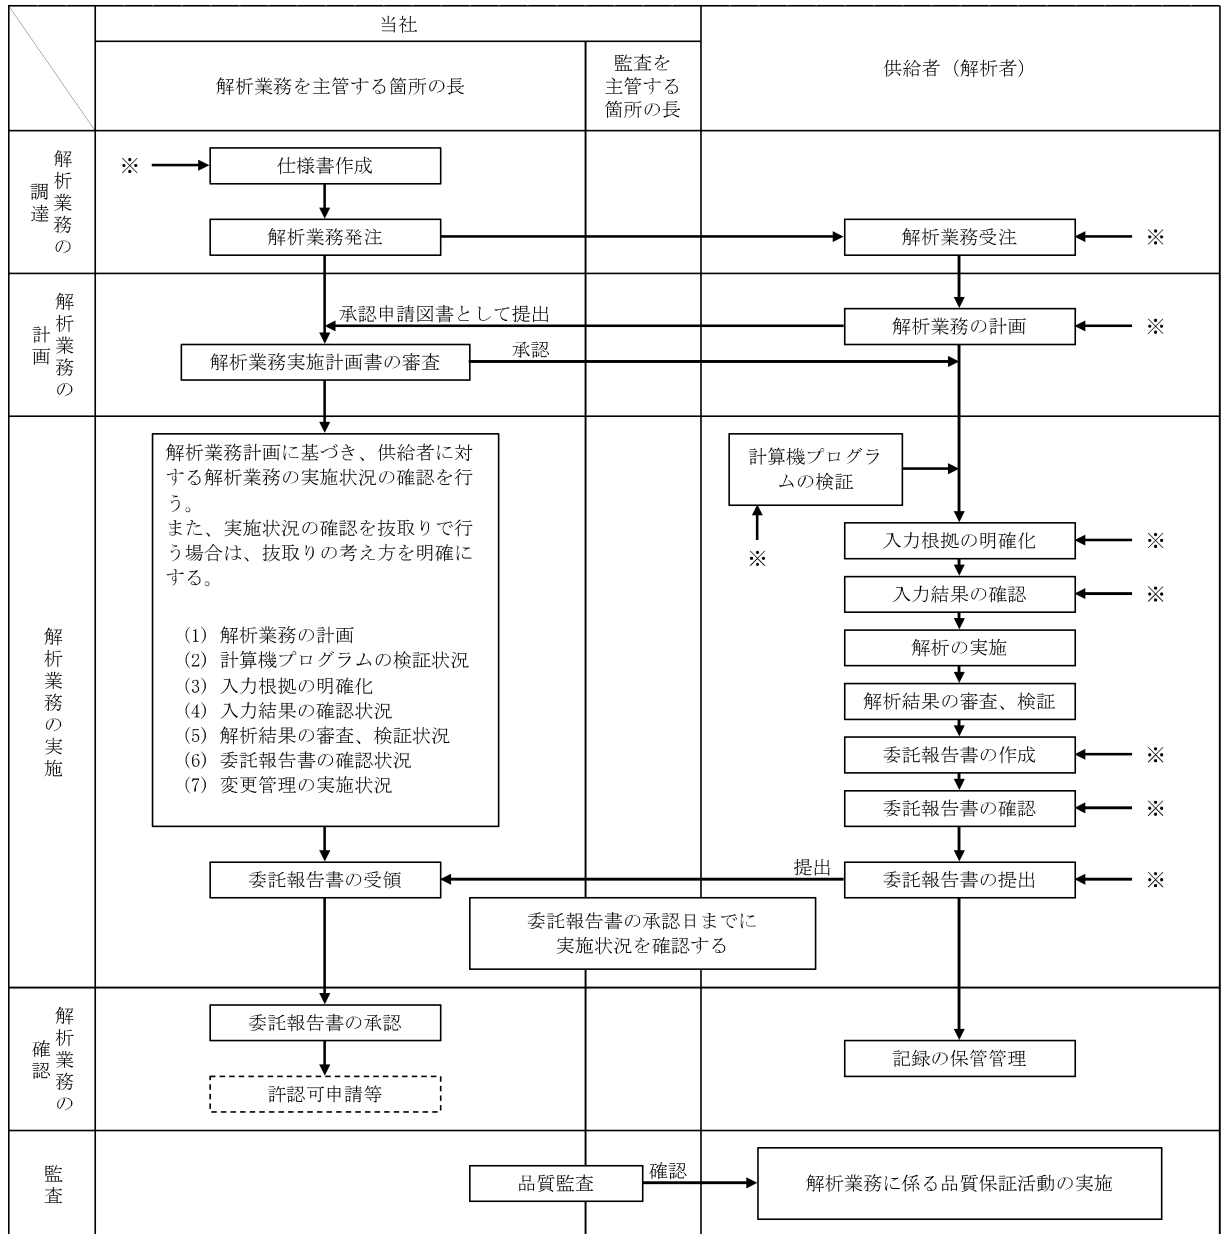 当社
解析業務を主管する箇所の長
監査を
主管する
箇所の長
供給者（解析者）
解析業務の
調達
※
仕様書作成
解析業務発注
解析業務受注
※
解析業務の
計画
承認申請図書として提出
解析業務の計画
※
解析業務実施計画書の審査
承認
解析業務の実施
解析業務計画に基づき、供給者に対
する解析業務の実施状況の確認を行
う。
また、実施状況の確認を抜取りで行
う場合は、抜取りの考え方を明確に
する。
(1) 解析業務の計画
(2) 計算機プログラムの検証状況
(3) 入力根拠の明確化
(4) 入力結果の確認状況
(5) 解析結果の審査、検証状況
(6) 委託報告書の確認状況
(7) 変更管理の実施状況
計算機プログラ
ムの検証
※
入力根拠の明確化
※
入力結果の確認
※
解析の実施
解析結果の審査、検証
委託報告書の作成
※
委託報告書の確認
※
委託報告書の受領
提出
委託報告書の提出
※
委託報告書の承認日までに
実施状況を確認する
解析業務の
確認
委託報告書の承認
記録の保管管理
許認可申請等
監査
品質監査
確認
解析業務に係る品質保証活動の実施